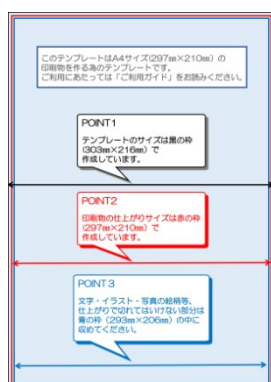 このテンプレートはA4サイズ(297㎜×210㎜)の
印刷物を作る為のテンプレートです。
ご利用にあたっては「ご利用ガイド」をお読みください。
POINT1
テンプレートのサイズは黒の枠
(303㎜×216㎜)で
作成しています。
POINT2
印刷物の仕上がりサイズは赤の枠
(297㎜×210㎜)で
作成しています。
POINT3
文字・イラスト・写真の絵柄等、
仕上がりで切れてはいけない部分は
青の枠(293㎜×206㎜)の中に
収めてください。